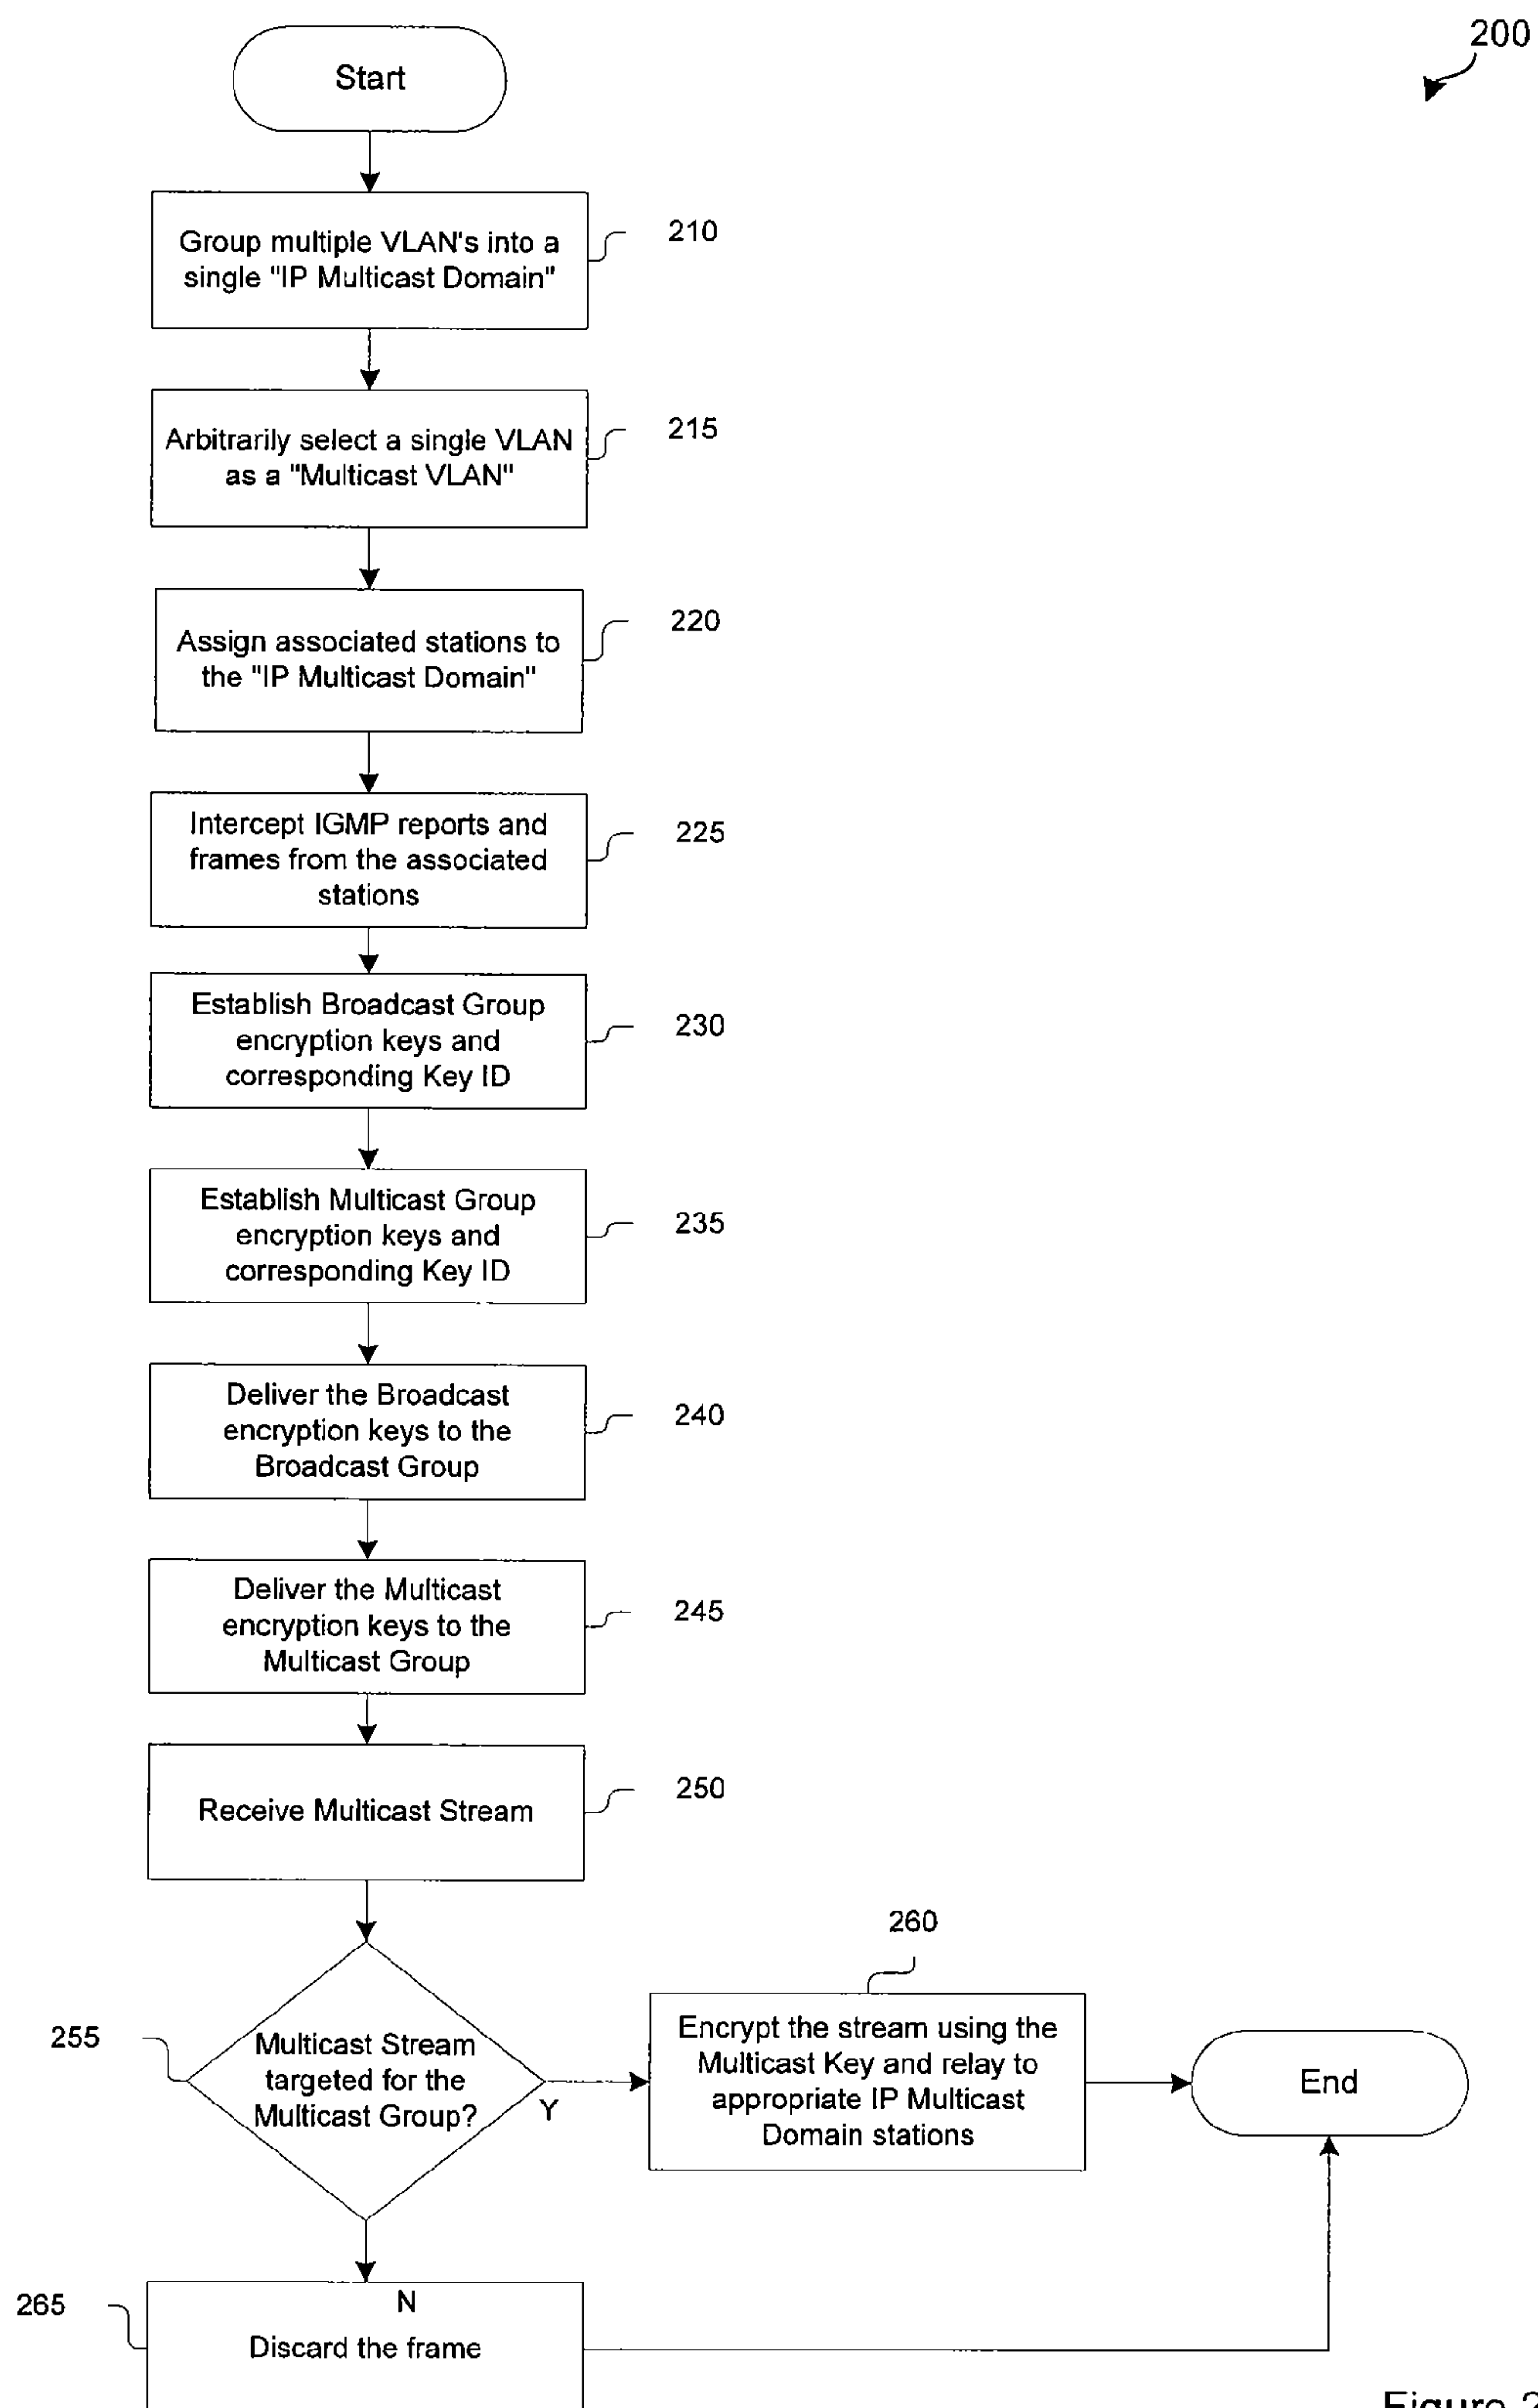 200
Start
Group multiple VLAN's into a
single "IP Multicast Domain"
210
Arbitrarily select a single VLAN
as a "Multicast VLAN"
215
Assign associated stations to
the "IP Multicast Domain"
220
Intercept IGMP reports and
frames from the associated
stations
225
Establish Broadcast Group
encryption keys and
corresponding Key ID
230
Establish Multicast Group
encryption keys and
corresponding Key ID
235
Deliver the Broadcast
encryption keys to the
Broadcast Group
240
Deliver the Multicast
encryption keys to the
Multicast Group
245
Receive Multicast Stream
250
255
Multicast Stream
targeted for the
Multicast Group?
Y
260
Encrypt the stream using the
Multicast Key and relay to
appropriate IP Multicast
Domain stations
End
265
N
Discard the frame
Figure 2